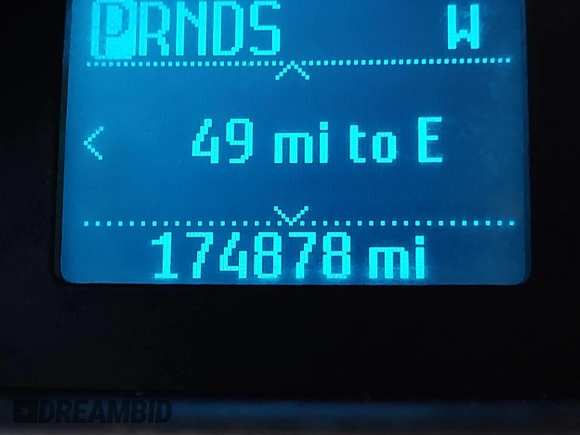 PRNDS W
< 49 mi to E
174878 mi
DREAMBID